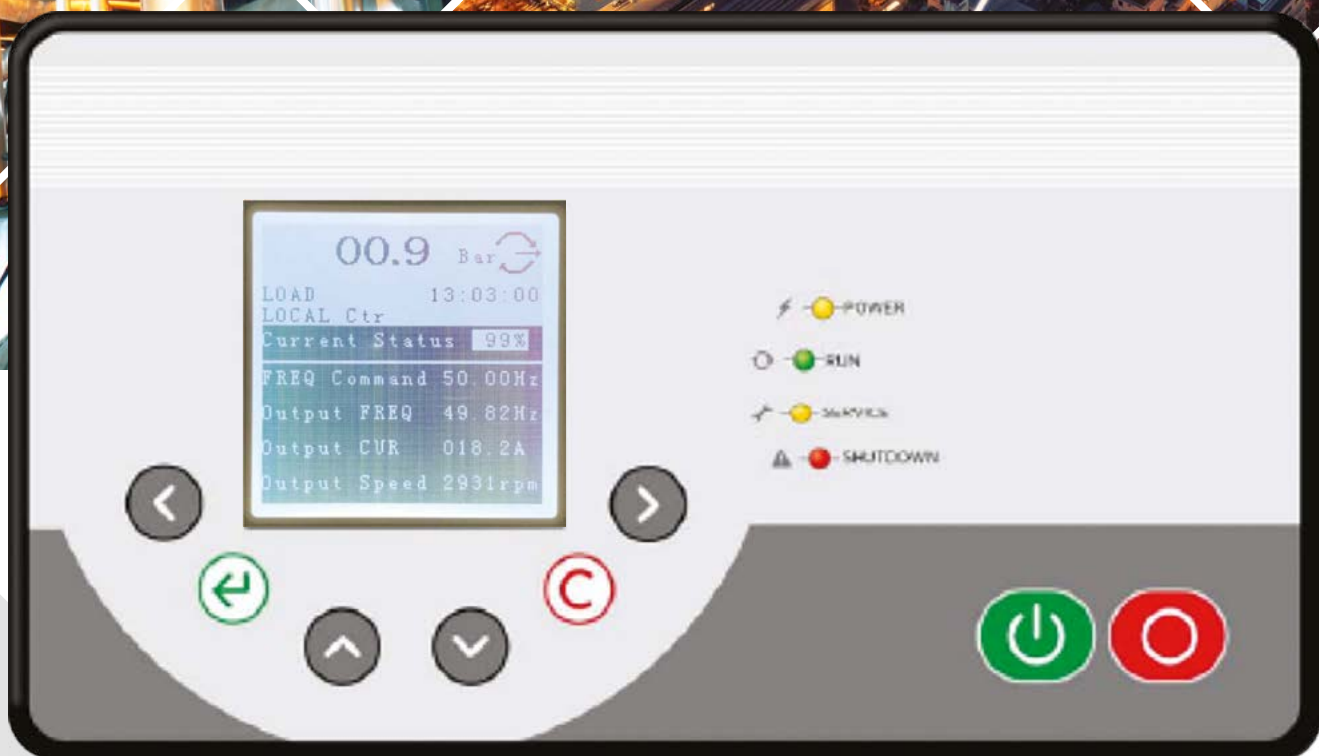 00.9 Bar
LOAD 13:03:00
LOCAL Ctr
Current Status 99%
FREQ Command 50.00Hz
Output FREQ 49.82Hz
Output CUR 018.2A
Output Speed 2931rpm
POWER
RUN
SERVICE
SHUTDOWN
C